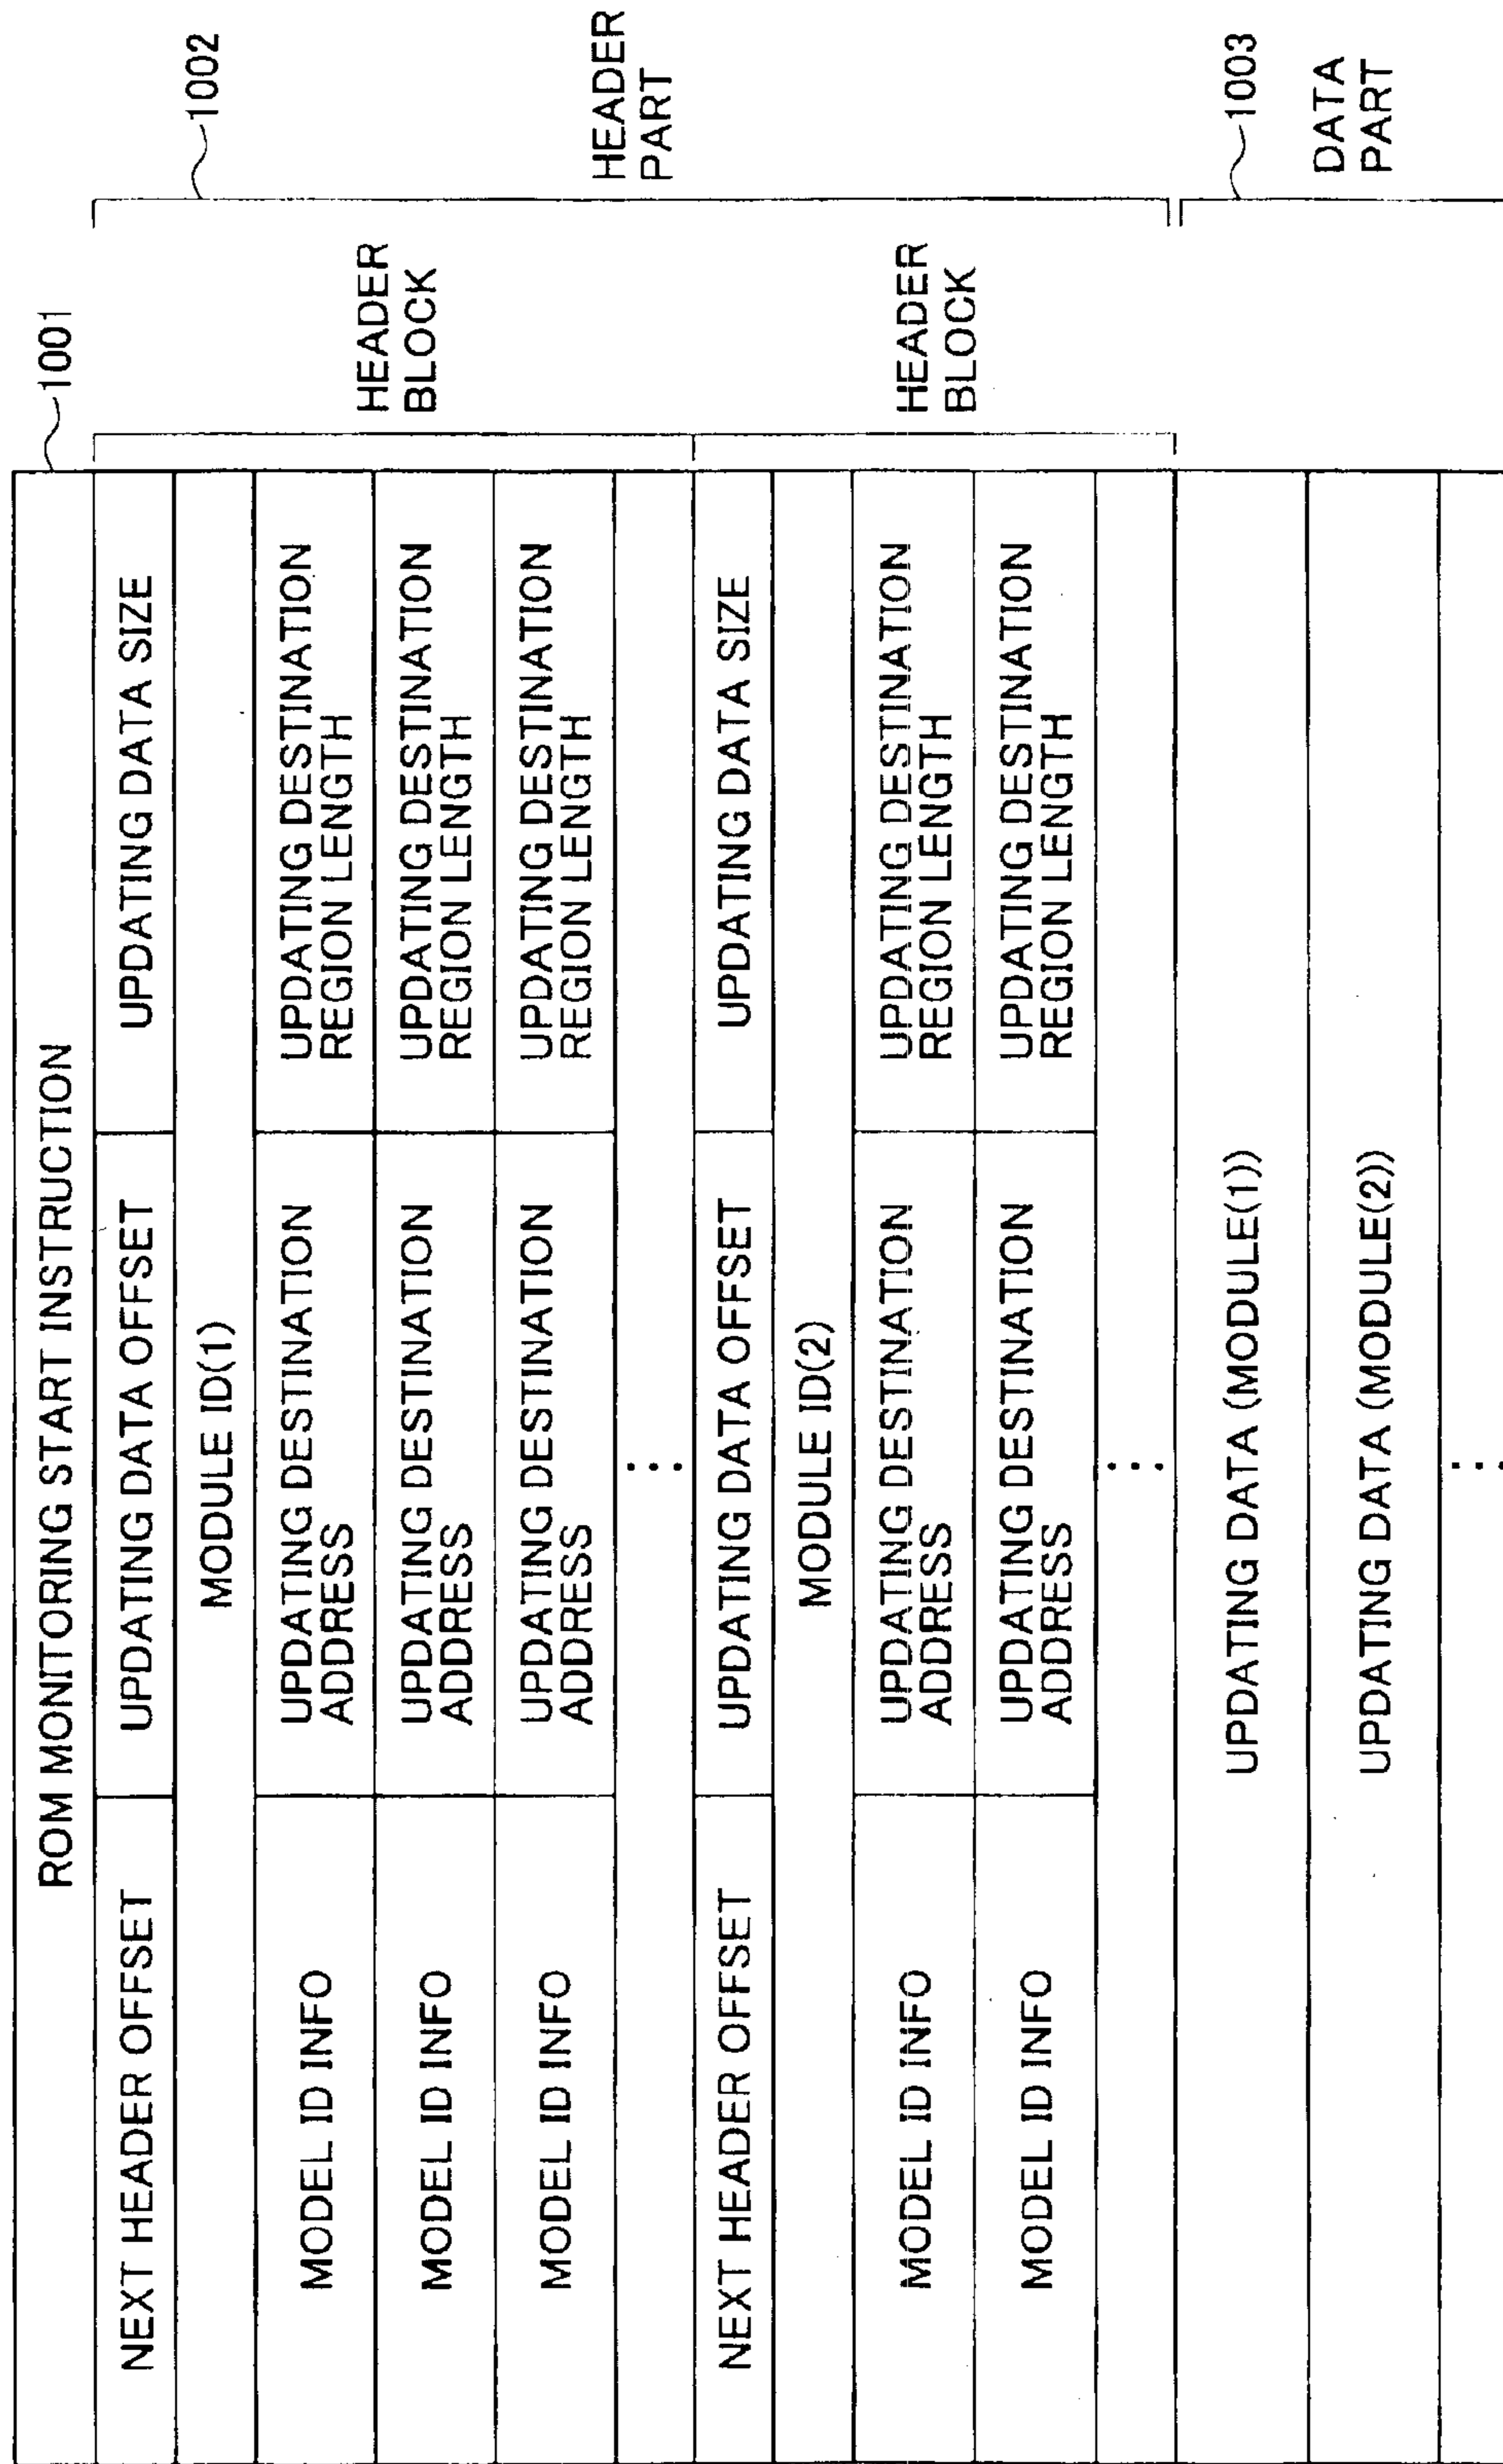 ROM MONITORING START INSTRUCTION
1001
NEXT HEADER OFFSET
UPDATING DATA OFFSET
UPDATING DATA SIZE
1002
MODULE ID(1)
MODEL ID INFO
UPDATING DESTINATION
ADDRESS
UPDATING DESTINATION
REGION LENGTH
MODEL ID INFO
UPDATING DESTINATION
ADDRESS
UPDATING DESTINATION
REGION LENGTH
MODEL ID INFO
UPDATING DESTINATION
ADDRESS
UPDATING DESTINATION
REGION LENGTH
...
HEADER
BLOCK
HEADER
PART
NEXT HEADER OFFSET
UPDATING DATA OFFSET
UPDATING DATA SIZE
MODULE ID(2)
MODEL ID INFO
UPDATING DESTINATION
ADDRESS
UPDATING DESTINATION
REGION LENGTH
MODEL ID INFO
UPDATING DESTINATION
ADDRESS
UPDATING DESTINATION
REGION LENGTH
...
HEADER
BLOCK
UPDATING DATA (MODULE(1))
UPDATING DATA (MODULE(2))
...
1003
DATA
PART